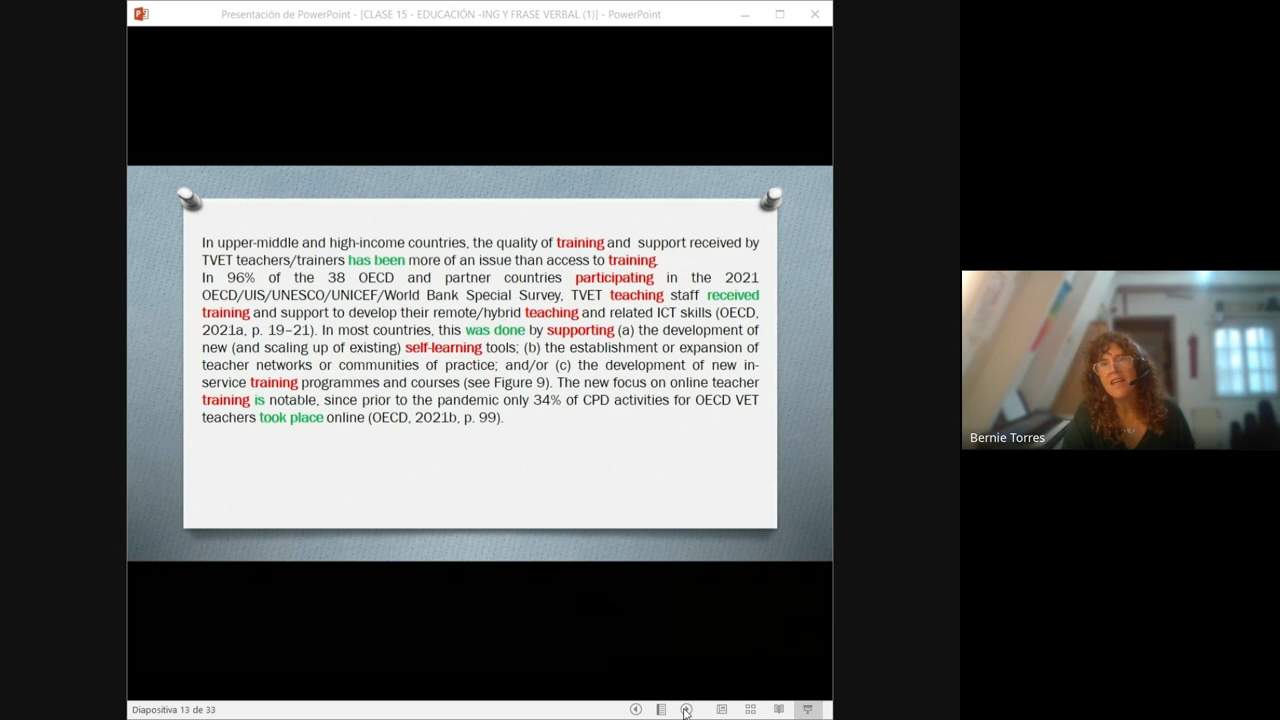 Presentación de PowerPoint - [CLASE 15 - EDUCACIÓN -ING Y FRASE VERBAL (1)] - PowerPoint
In upper-middle and high-income countries, the quality of training and support received by
TVET teachers/trainers has been more of an issue than access to training.
In 96% of the 38 OECD and partner countries participating in the 2021
OECD/UIS/UNESCO/UNICEF/World Bank Special Survey, TVET teaching staff received
training and support to develop their remote/hybrid teaching and related ICT skills (OECD,
2021a, p. 19–21). In most countries, this was done by supporting (a) the development of
new (and scaling up of existing) self-learning tools; (b) the establishment or expansion of
teacher networks or communities of practice; and/or (c) the development of new in-
service training programmes and courses (see Figure 9). The new focus on online teacher
training is notable, since prior to the pandemic only 34% of CPD activities for OECD VET
teachers took place online (OECD, 2021b, p. 99).
Bernie Torres
Diapositiva 13 de 33